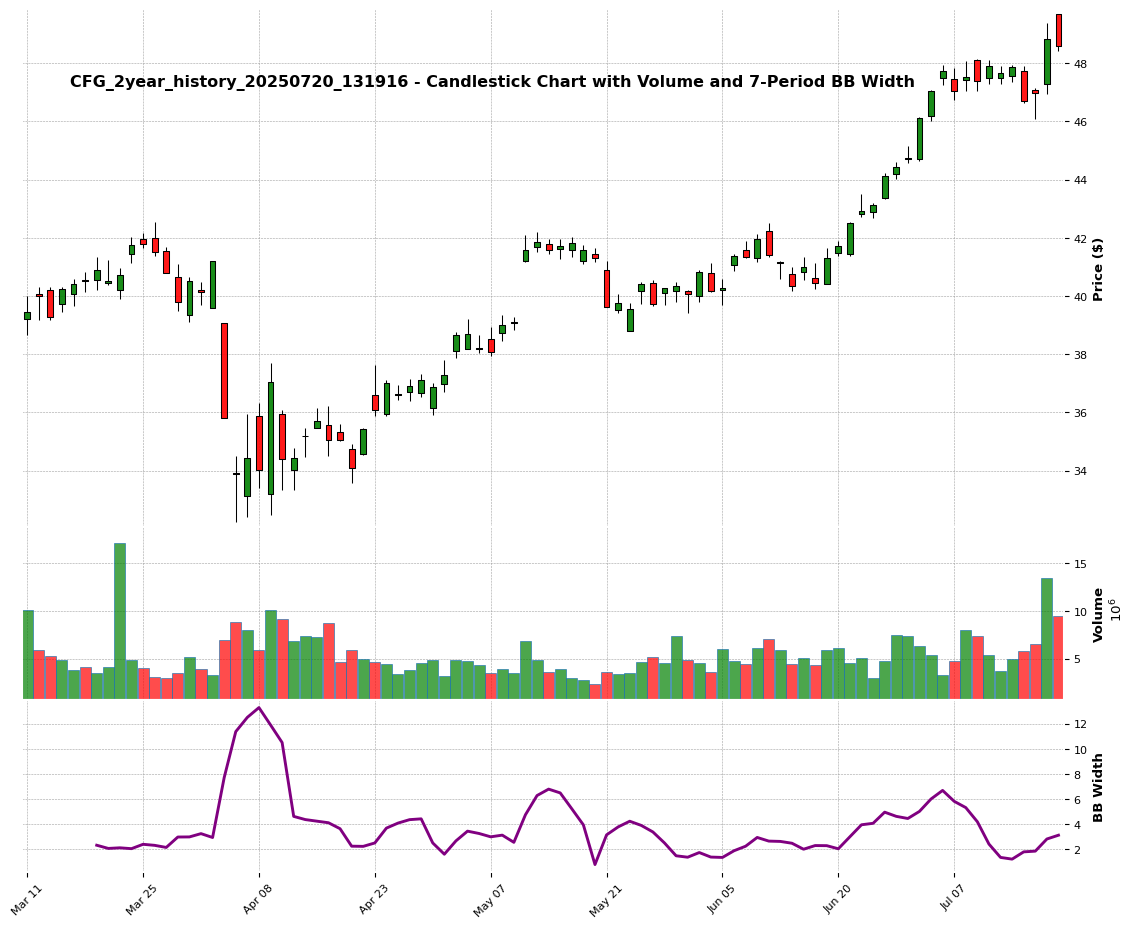 CFG_2year_history_20250720_131916 - Candlestick Chart with Volume and 7-Period BB Width
48
46
44
42
40
38
36
34
Price ($)
15
10
5
Volume
10^6
12
10
8
6
4
2
BB Width
Mar 11
Mar 25
Apr 08
Apr 23
May 07
May 21
Jun 05
Jun 20
Jul 07